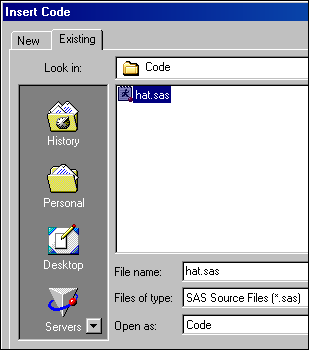 Insert Code
New Existing
Look in: Code
hat.sas
History
Personal
Desktop
Servers
File name: hat.sas
Files of type: SAS Source Files (*.sas)
Open as: Code